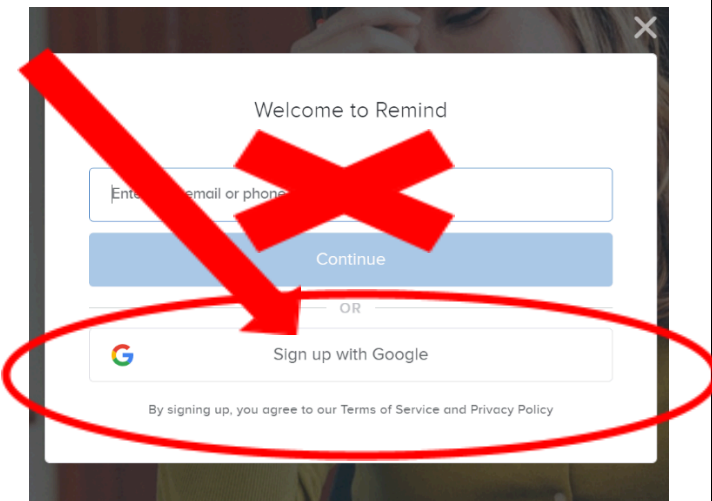 Welcome to Remind
email or phone
Continue
OR
Sign up with Google
By signing up, you agree to our Terms of Service and Privacy Policy